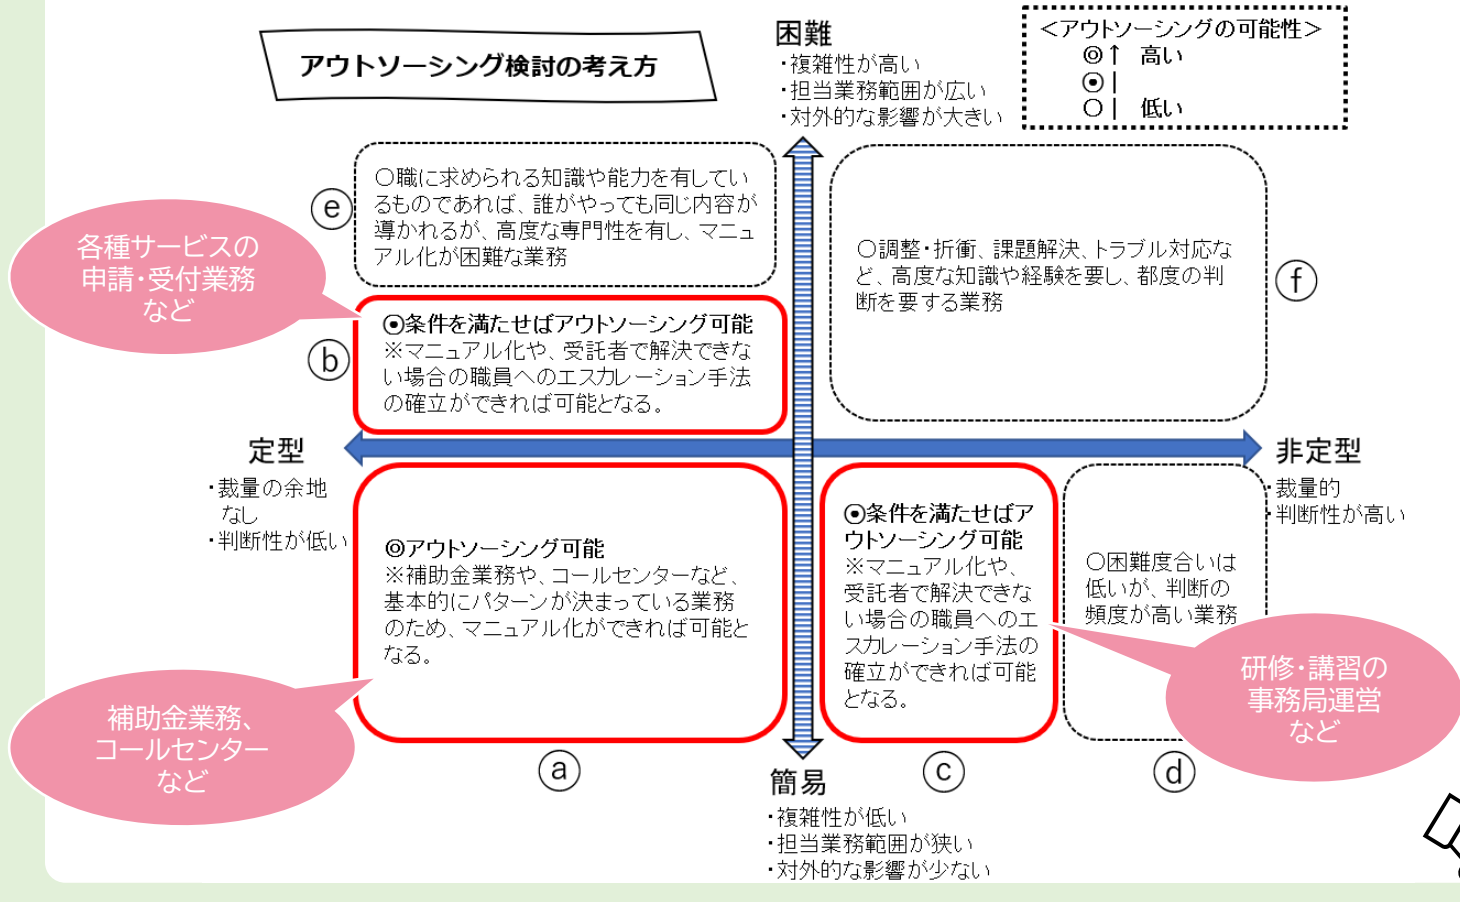 アウトソーシング検討の考え方
困難
・複雑性が高い
・担当業務範囲が広い
・対外的な影響が大きい
＜アウトソーシングの可能性＞
◎↑ 高い
⦿｜
○｜ 低い
ⓔ
○職に求められる知識や能力を有してい
るものであれば、誰がやっても同じ内容が
導かれるが、高度な専門性を有し、マニュ
アル化が困難な業務
各種サービスの
申請・受付業務
など
ⓑ
⦿条件を満たせばアウトソーシング可能
※マニュアル化や、受託者で解決できな
い場合の職員へのエスカレーション手法
の確立ができれば可能となる。
○調整・折衝、課題解決、トラブル対応な
ど、高度な知識や経験を要し、都度の判
断を要する業務
ⓕ
定型
・裁量の余地
なし
・判断性が低い
非定型
・裁量的
・判断性が高い
◎アウトソーシング可能
※補助金業務や、コールセンターなど、
基本的にパターンが決まっている業務
のため、マニュアル化ができれば可能と
なる。
補助金業務、
コールセンター
など
ⓐ
⦿条件を満たせばア
ウトソーシング可能
※マニュアル化や、
受託者で解決できな
い場合の職員へのエ
スカレーション手法の
確立ができれば可能
となる。
ⓒ
○困難度合いは
低いが、判断の
頻度が高い業務
ⓓ
研修・講習の
事務局運営
など
簡易
・複雑性が低い
・担当業務範囲が狭い
・対外的な影響が少ない